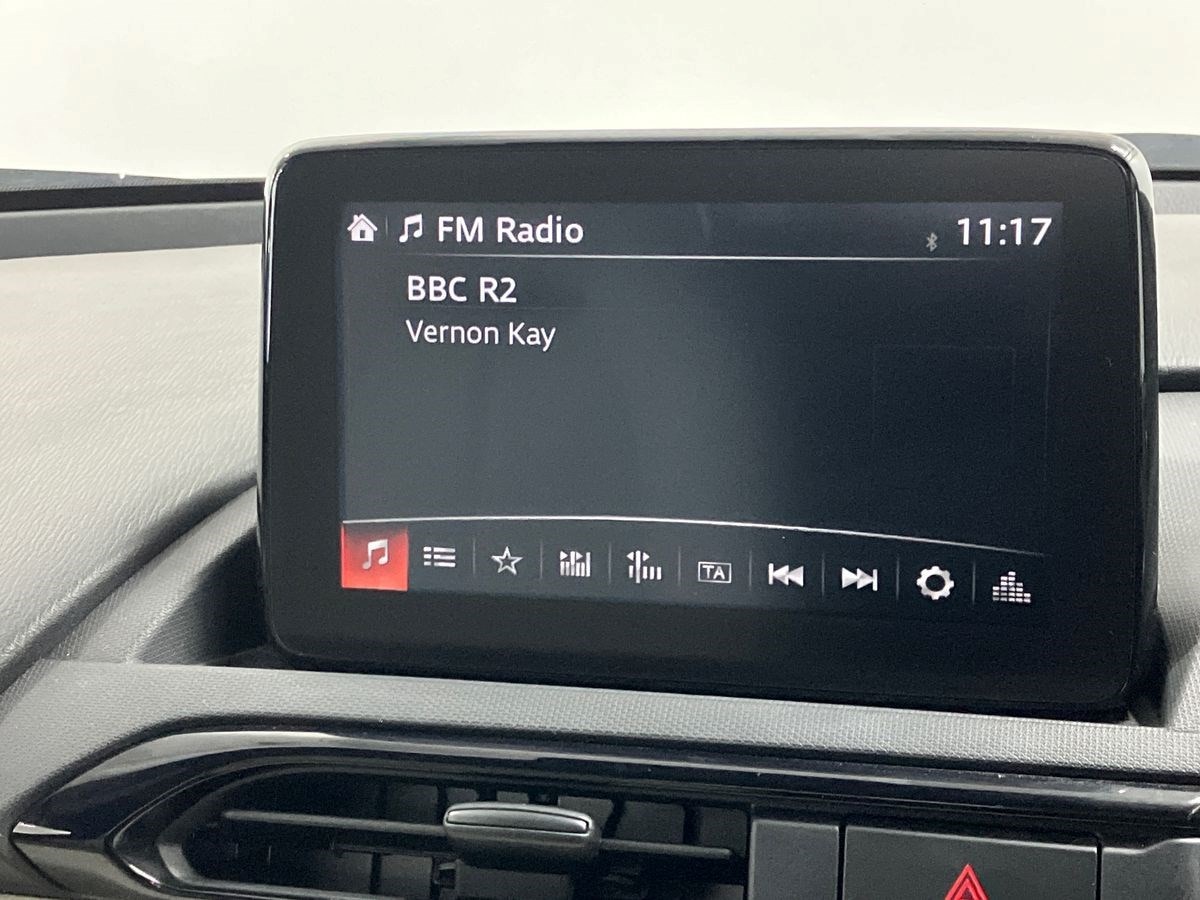 FM Radio 11:17
BBC R2
Vernon Kay
TA